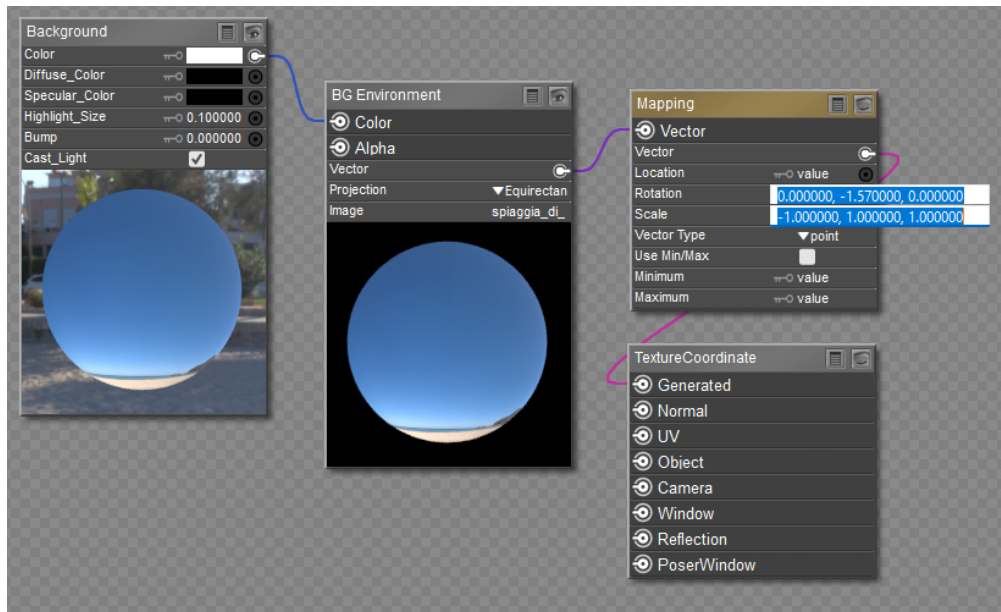 Background
Color
Diffuse_Color
Specular_Color
Highlight_Size 0.100000
Bump 0.000000
Cast_Light
BG Environment
Color
Alpha
Vector
Projection Equirectan
Image spiaggia_di_
Mapping
Vector
Vector
Location value
Rotation 0.000000, -1.570000, 0.000000
Scale -1.000000, 1.000000, 1.000000
Vector Type point
Use Min/Max
Minimum value
Maximum value
TextureCoordinate
Generated
Normal
UV
Object
Camera
Window
Reflection
PoserWindow